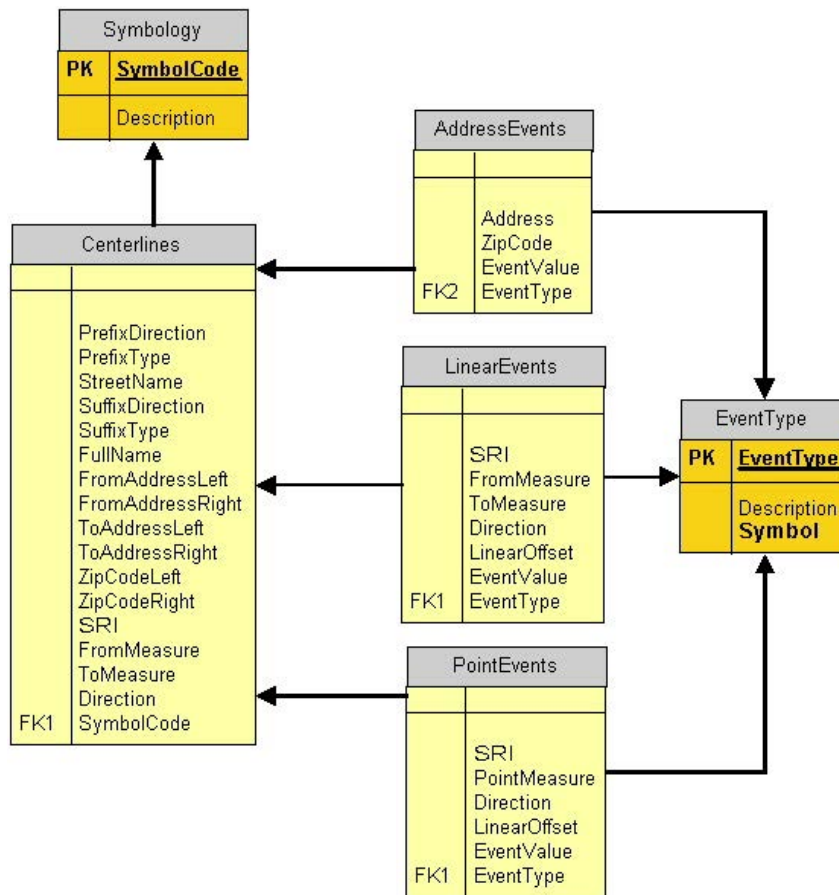 Symbology
PK SymbolCode
Description
Centerlines
PrefixDirection
PrefixType
StreetName
SuffixDirection
SuffixType
FullName
FromAddressLeft
FromAddressRight
ToAddressLeft
ToAddressRight
ZipCodeLeft
ZipCodeRight
SRI
FromMeasure
ToMeasure
Direction
FK1 SymbolCode
AddressEvents
Address
ZipCode
EventValue
FK2 EventType
LinearEvents
SRI
FromMeasure
ToMeasure
Direction
LinearOffset
EventValue
FK1 EventType
PointEvents
SRI
PointMeasure
Direction
LinearOffset
EventValue
FK1 EventType
EventType
PK EventType
Description
Symbol